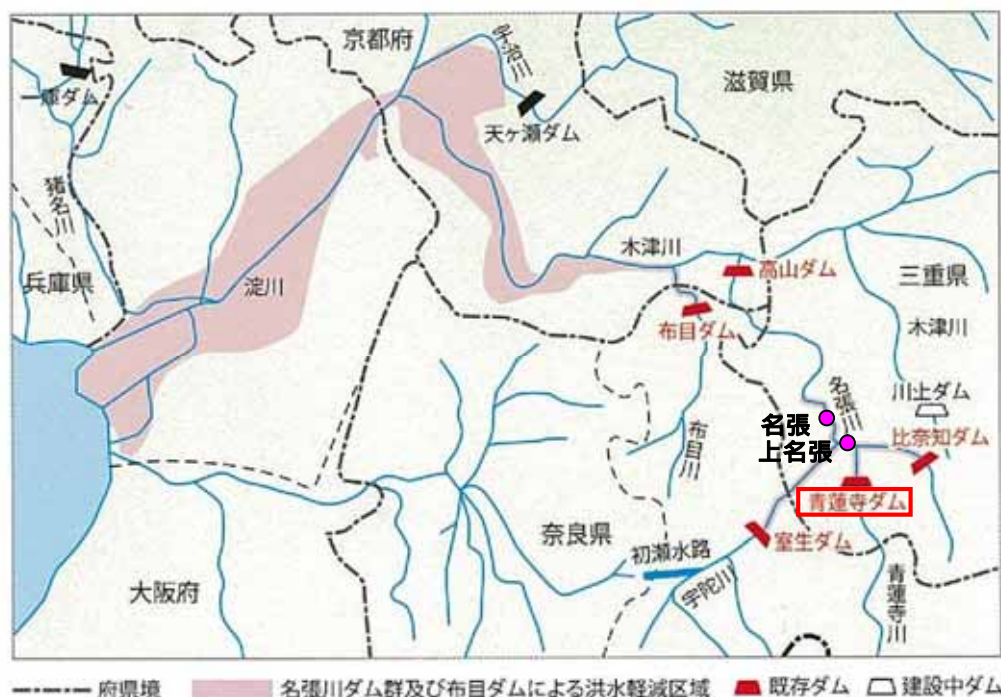 京都府
宇治川
滋賀県
一庫ダム
天ヶ瀬ダム
猪名川
兵庫県
淀川
木津川
高山ダム
三重県
布目ダム
木津川
名張川
川上ダム
名張
上名張
布目川
比奈知ダム
青蓮寺ダム
奈良県
室生ダム
初瀬水路
宇陀川
大阪府
青蓮寺川
府県境
名張川ダム群及び布目ダムによる洪水軽減区域
既存ダム
建設中ダム